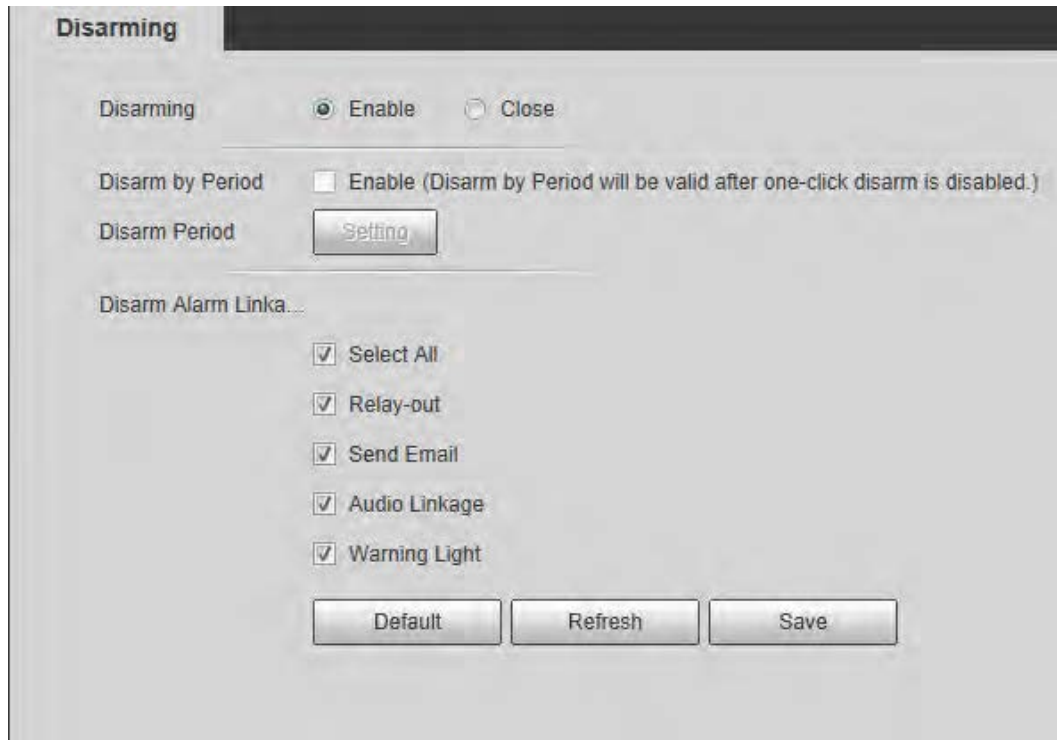 Disarming
Disarming Enable Close
Disarm by Period Enable (Disarm by Period will be valid after one-click disarm is disabled.)
Disarm Period Setting
Disarm Alarm Linka...
Select All
Relay-out
Send Email
Audio Linkage
Warning Light
Default Refresh Save